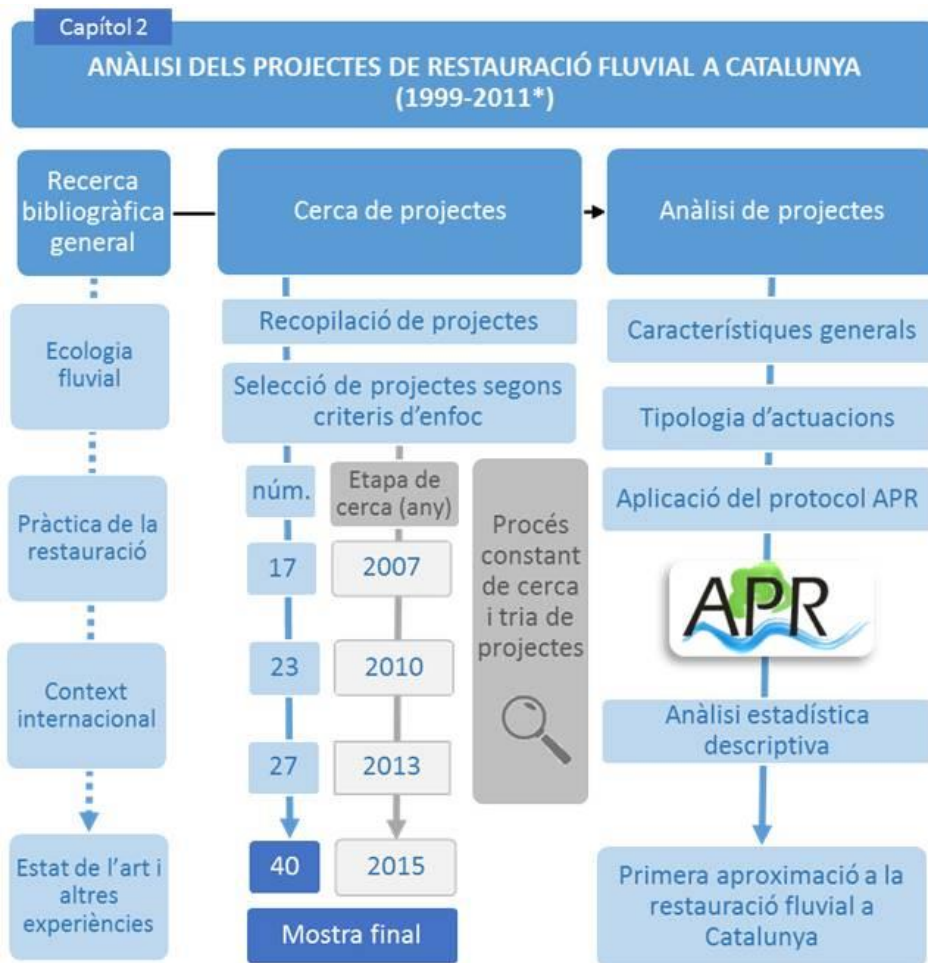 Capítol 2
ANÀLISI DELS PROJECTES DE RESTAURACIÓ FLUVIAL A CATALUNYA
(1999-2011*)
Recerca
bibliogràfica
general
Ecologia
fluvial
Pràctica de la
restauració
Context
internacional
Estat de l’art i
altres
experiències
Cerca de projectes
Recopilació de projectes
Selecció de projectes segons
criteris d’enfoc
núm.
Etapa de
cerca (any)
17
2007
23
2010
27
2013
40
2015
Mostra final
Procés
constant
de cerca
i tria de
projectes
Anàlisi de projectes
Característiques generals
Tipologia d’actuacions
Aplicació del protocol APR
APR
Anàlisi estadística
descriptiva
Primera aproximació a la
restauració fluvial a
Catalunya